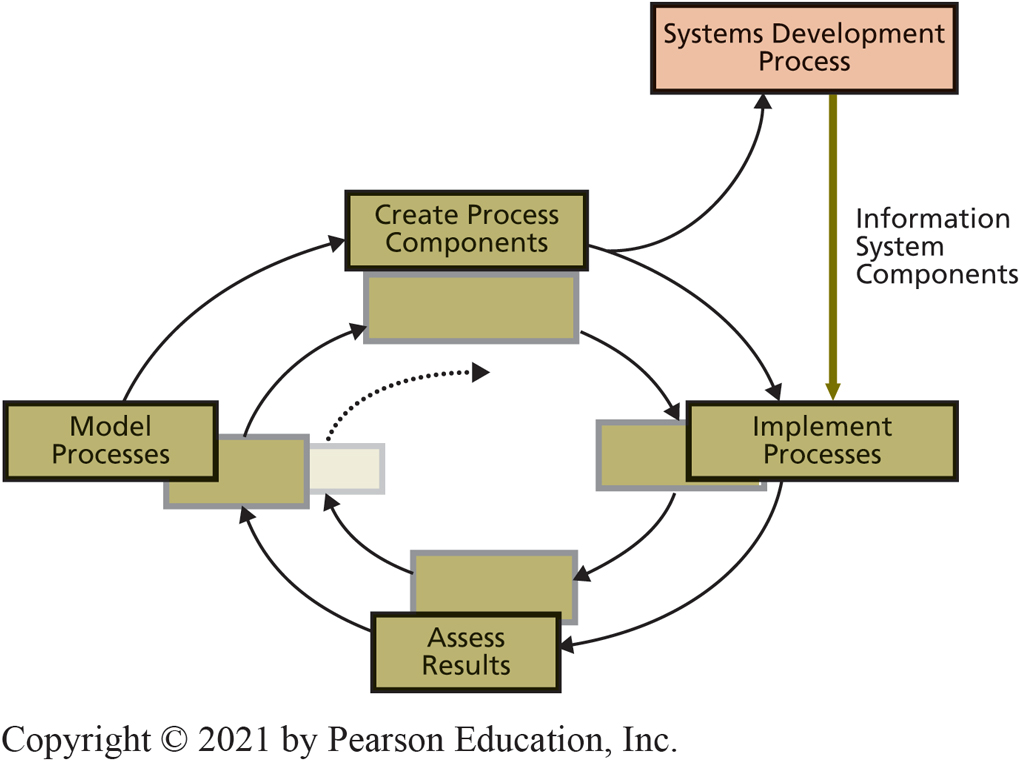 Systems Development
Process
Create Process
Components
Information
System
Components
Model
Processes
Implement
Processes
Assess
Results
Copyright © 2021 by Pearson Education, Inc.